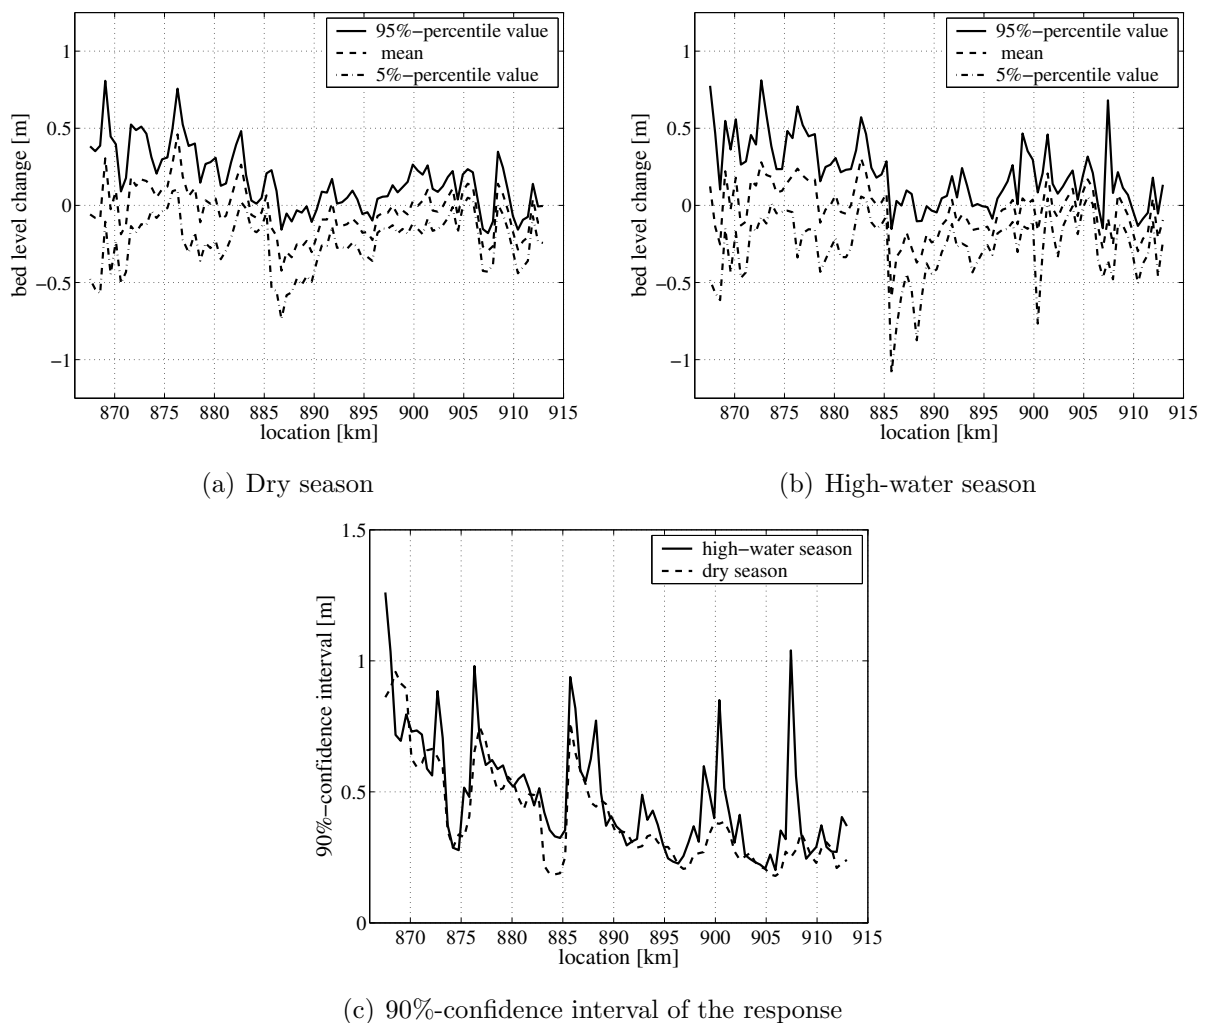 95%−percentile value
mean
5%−percentile value
1
0.5
0
−0.5
−1
bed level change [m]
870 875 880 885 890 895 900 905 910 915
location [km]
(a) Dry season
95%−percentile value
mean
5%−percentile value
1
0.5
0
−0.5
−1
bed level change [m]
870 875 880 885 890 895 900 905 910 915
location [km]
(b) High-water season
high−water season
dry season
1.5
1
0.5
0
90%−confidence interval [m]
870 875 880 885 890 895 900 905 910 915
location [km]
(c) 90%-confidence interval of the response